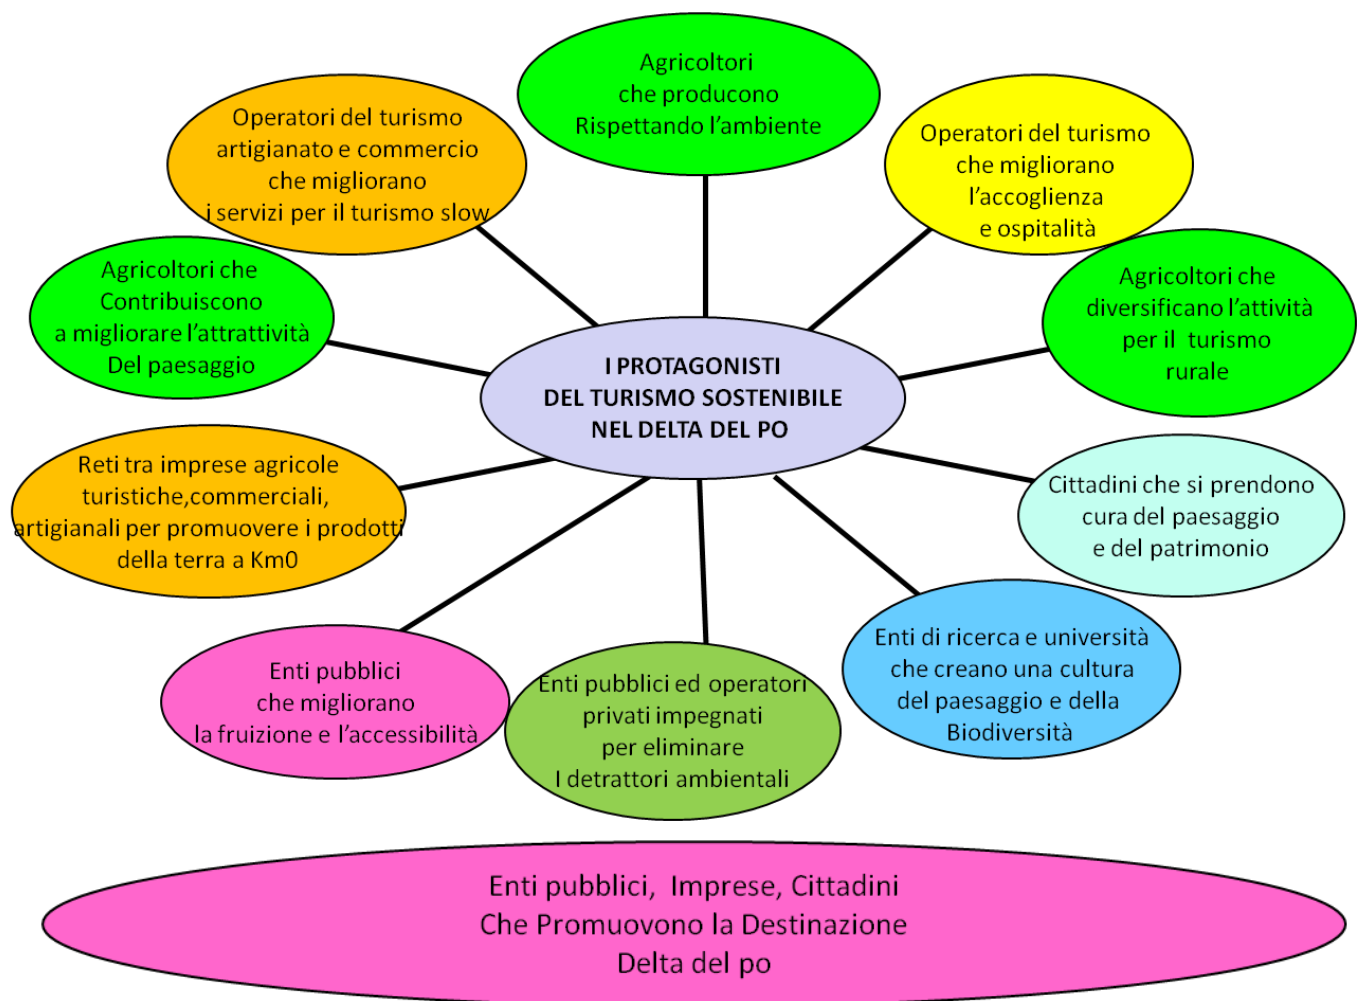 Agricoltori
che producono
Rispettando l'ambiente
Operatori del turismo
artigianato e commercio
che migliorano
i servizi per il turismo slow
Operatori del turismo
che migliorano
l'accoglienza
e ospitalità
Agricoltori che
Contribuiscono
a migliorare l'attrattività
Del paesaggio
Agricoltori che
diversificano l'attività
per il turismo
rurale
I PROTAGONISTI
DEL TURISMO SOSTENIBILE
NEL DELTA DEL PO
Reti tra imprese agricole
turistiche,commerciali,
artigianali per promuovere i prodotti
della terra a Km0
Cittadini che si prendono
cura del paesaggio
e del patrimonio
Enti pubblici
che migliorano
la fruizione e l'accessibilità
Enti pubblici ed operatori
privati impegnati
per eliminare
I detrattori ambientali
Enti di ricerca e università
che creano una cultura
del paesaggio e della
Biodiversità
Enti pubblici, Imprese, Cittadini
Che Promuovono la Destinazione
Delta del po